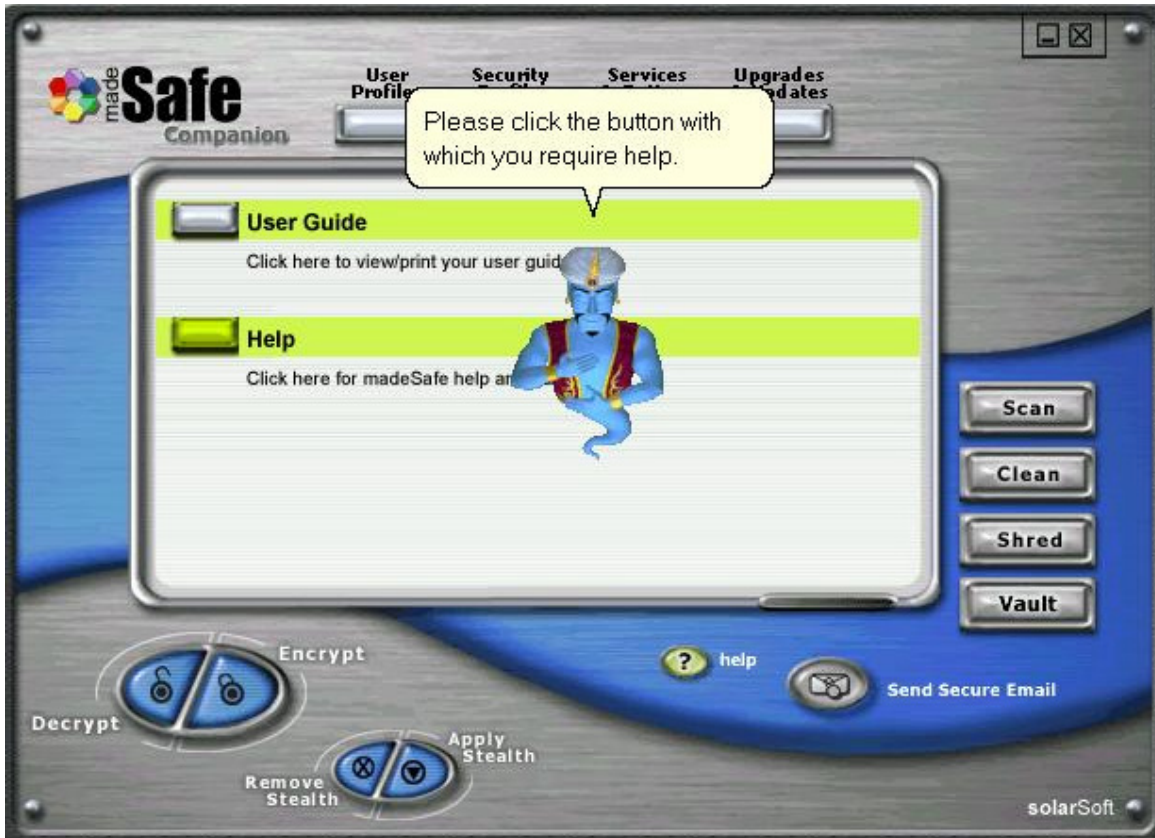 made
Safe
Companion
User
Profile
Security
Services
Upgrades
Please click the button with
which you require help.
User Guide
Click here to view/print your user guid
Help
Click here for madeSafe help an
Scan
Clean
Shred
Vault
Encrypt
Decrypt
? help
Send Secure Email
Apply
Stealth
Remove
Stealth
solarSoft